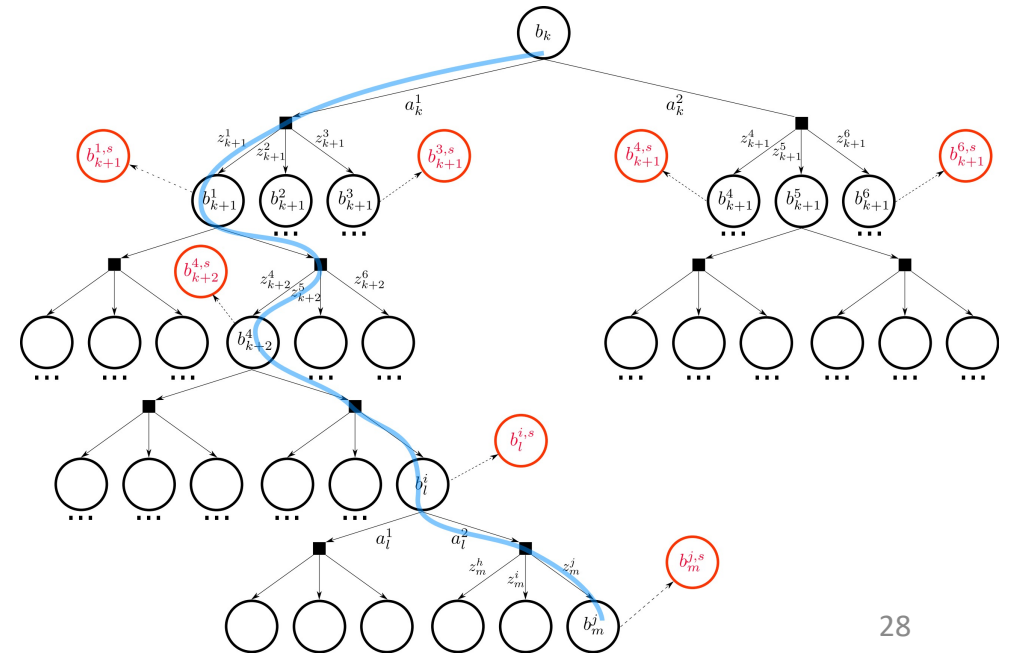 b_k
a_k^1 a_k^2
z_{k+1}^1 z_{k+1}^2 z_{k+1}^3 z_{k+1}^4 z_{k+1}^5 z_{k+1}^6
b_{k+1}^{1,s} b_{k+1}^{3,s} b_{k+1}^{4,s} b_{k+1}^{6,s}
b_{k+1}^1 b_{k+1}^2 b_{k+1}^3 b_{k+1}^4 b_{k+1}^5 b_{k+1}^6
... ... ... ...
b_{k+2}^{4,s} z_{k+2}^4 z_{k+2}^5 z_{k+2}^6
b_{k+2}^4
... ... ... ... ... ... ... ... ... ... ...
b_l^{i,s}
b_l^i
... ... ... ... ...
a_l^1 a_l^2
z_m^h z_m^i z_m^j b_m^{j,s}
b_m^j
28